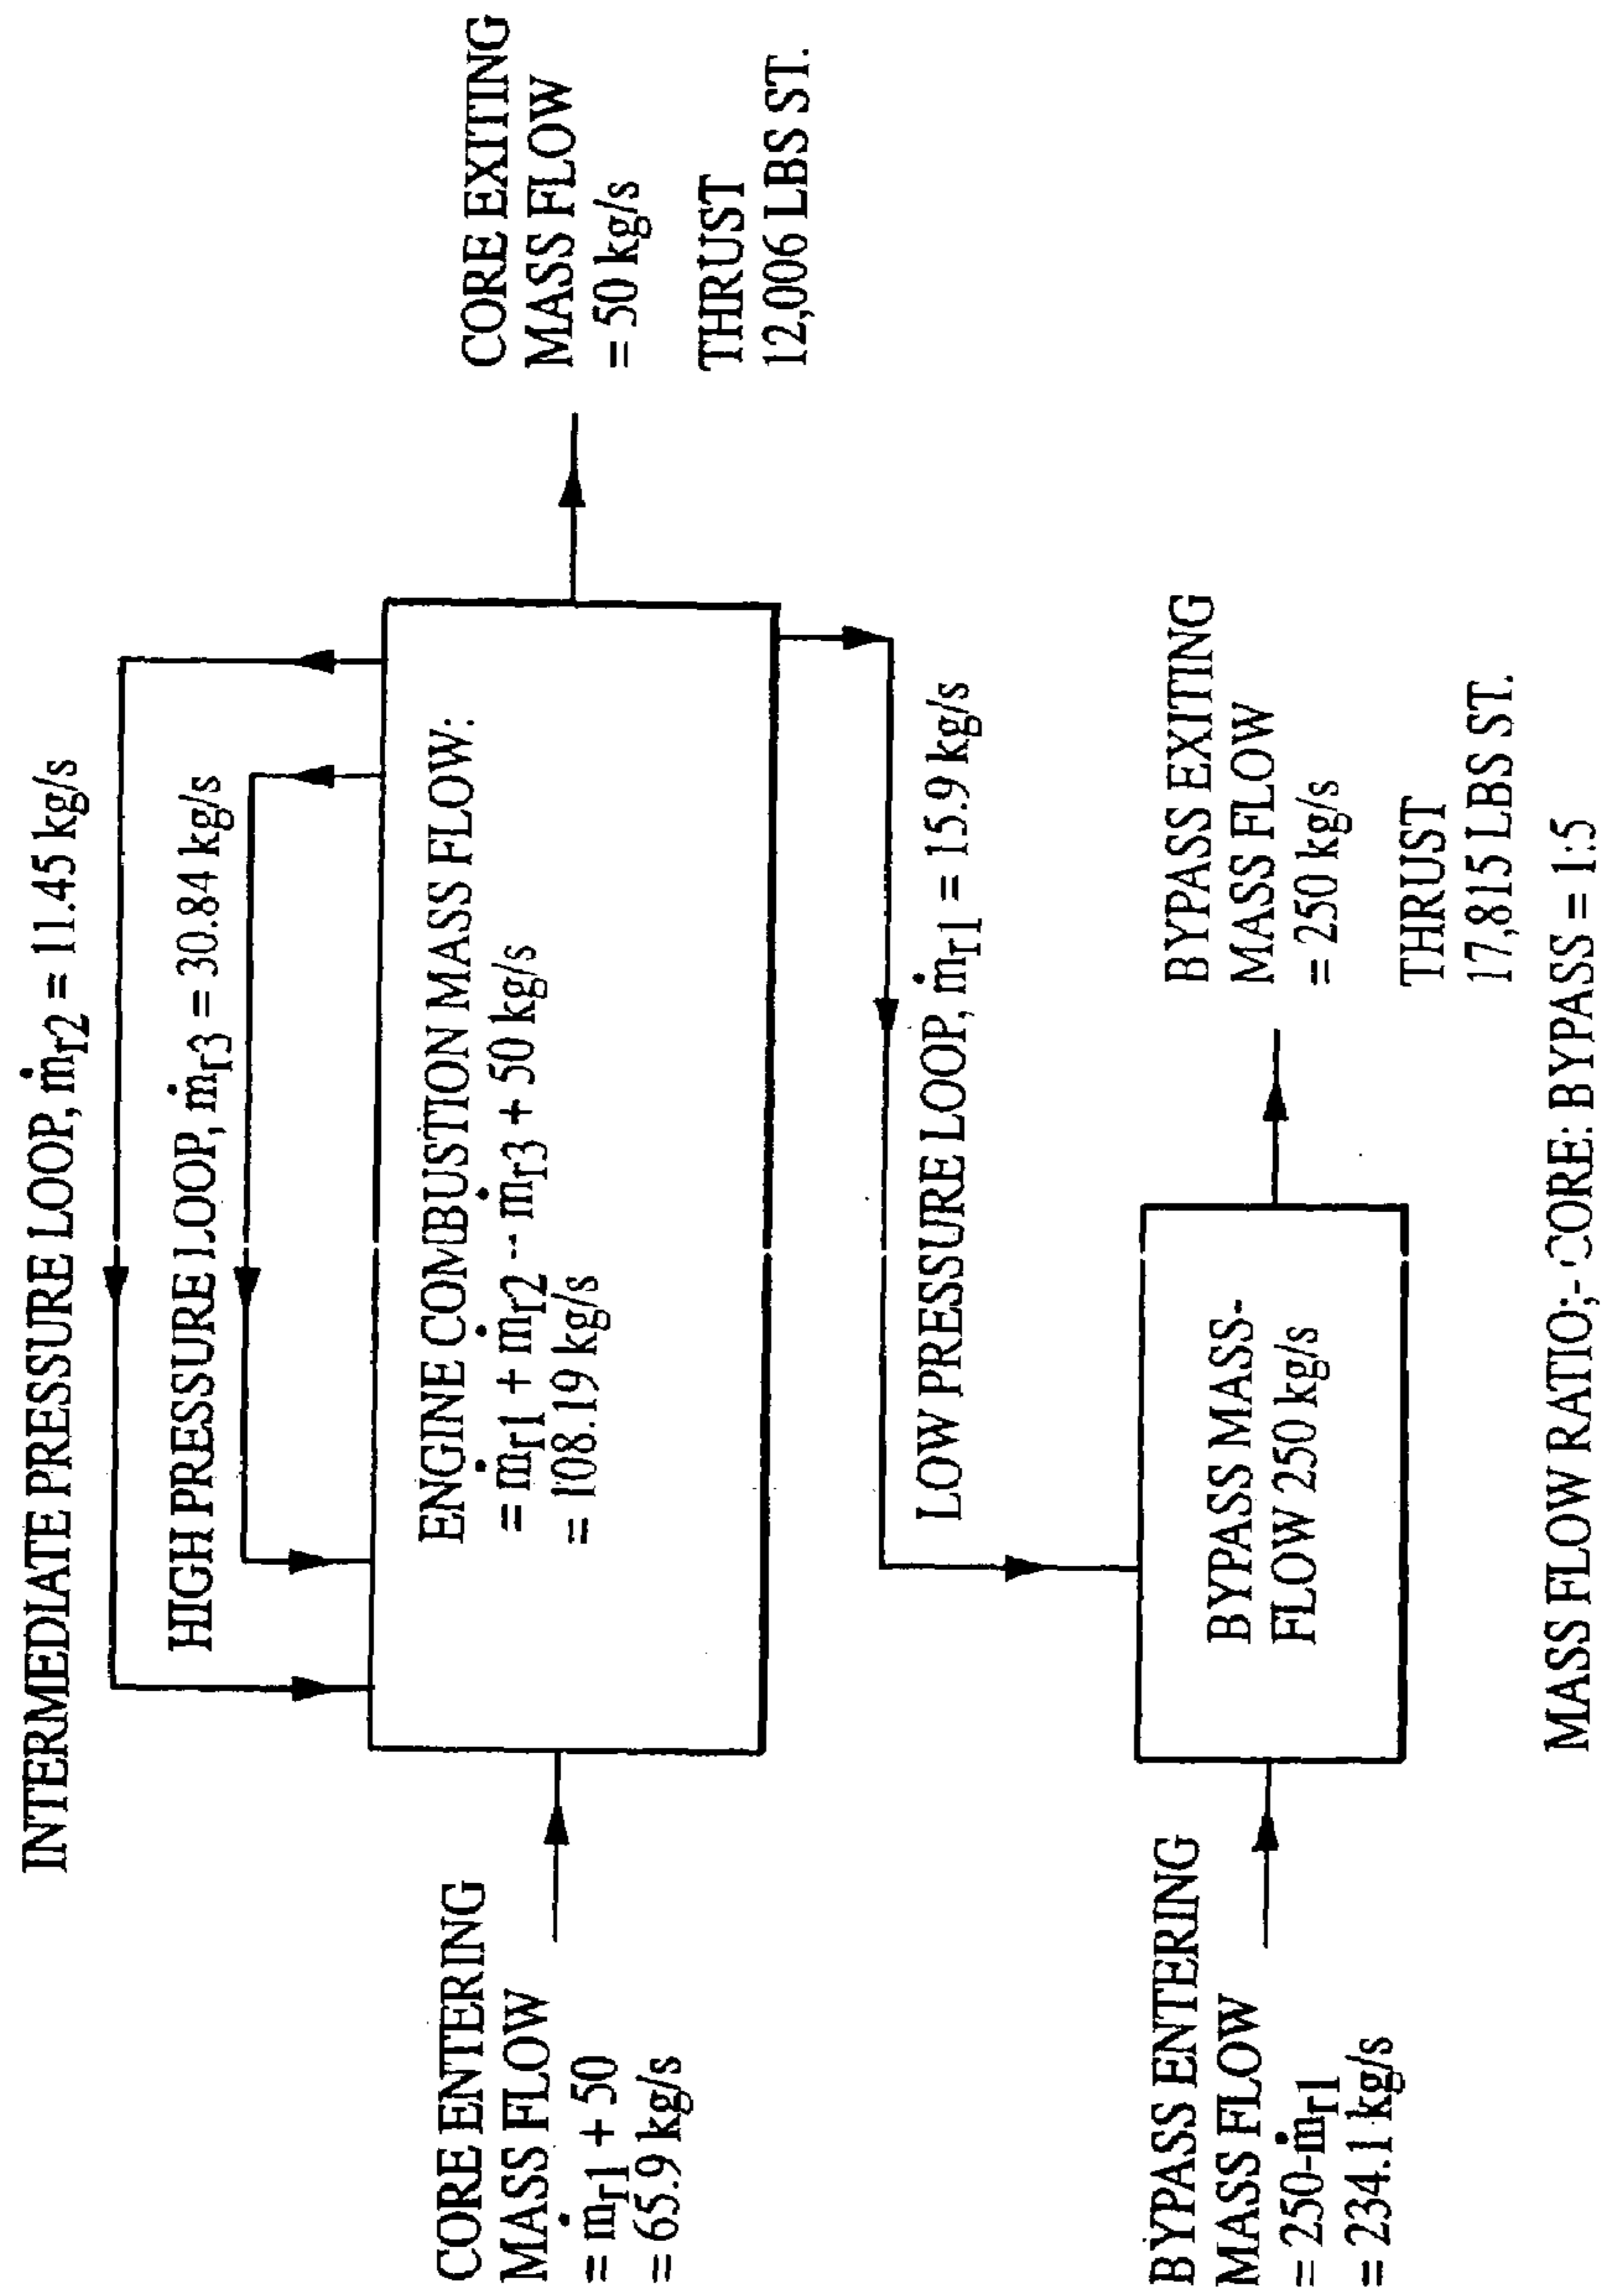 INTERMEDIATE PRESSURE LOOP, ṁr2 = 11.45 kg/s
HIGH PRESSURE LOOP, ṁr3 = 30.84 kg/s
CORE ENTERING
MASS FLOW
= ṁr1 + 50
= 65.9 kg/s
ENGINE COMBUSTION MASS FLOW:
= ṁr1 + ṁr2 -- ṁr3 + 50 kg/s
= 108.19 kg/s
CORE EXITING
MASS FLOW
= 50 kg/s
THRUST
12,006 LBS ST.
LOW PRESSURE LOOP, ṁr1 = 15.9 kg/s
BYPASS ENTERING
MASS FLOW
= 250-ṁr1
= 234.1 kg/s
BYPASS MASS-
FLOW 250 kg/s
BYPASS EXITING
MASS FLOW
= 250 kg/s
THRUST
17,815 LBS ST.
MASS FLOW RATIO;- CORE: BYPASS = 1:5